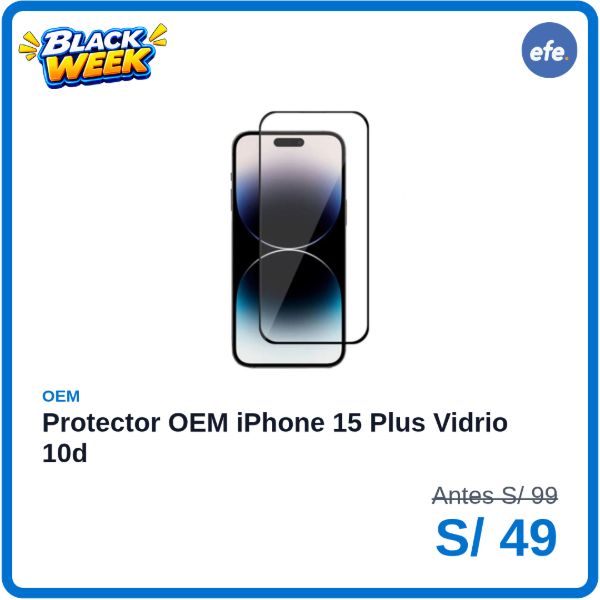 BLACK
WEEK
efe.
OEM
Protector OEM iPhone 15 Plus Vidrio
10d
Antes S/ 99
S/ 49